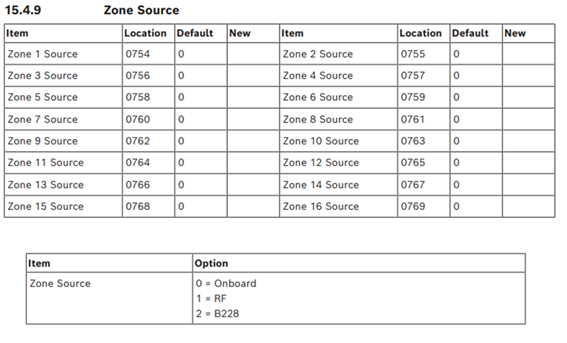 15.4.9 Zone Source
Item Location Default New Item Location Default New
Zone 1 Source 0754 0 Zone 2 Source 0755 0
Zone 3 Source 0756 0 Zone 4 Source 0757 0
Zone 5 Source 0758 0 Zone 6 Source 0759 0
Zone 7 Source 0760 0 Zone 8 Source 0761 0
Zone 9 Source 0762 0 Zone 10 Source 0763 0
Zone 11 Source 0764 0 Zone 12 Source 0765 0
Zone 13 Source 0766 0 Zone 14 Source 0767 0
Zone 15 Source 0768 0 Zone 16 Source 0769 0
Item Option
Zone Source 0 = Onboard
1 = RF
2 = B228